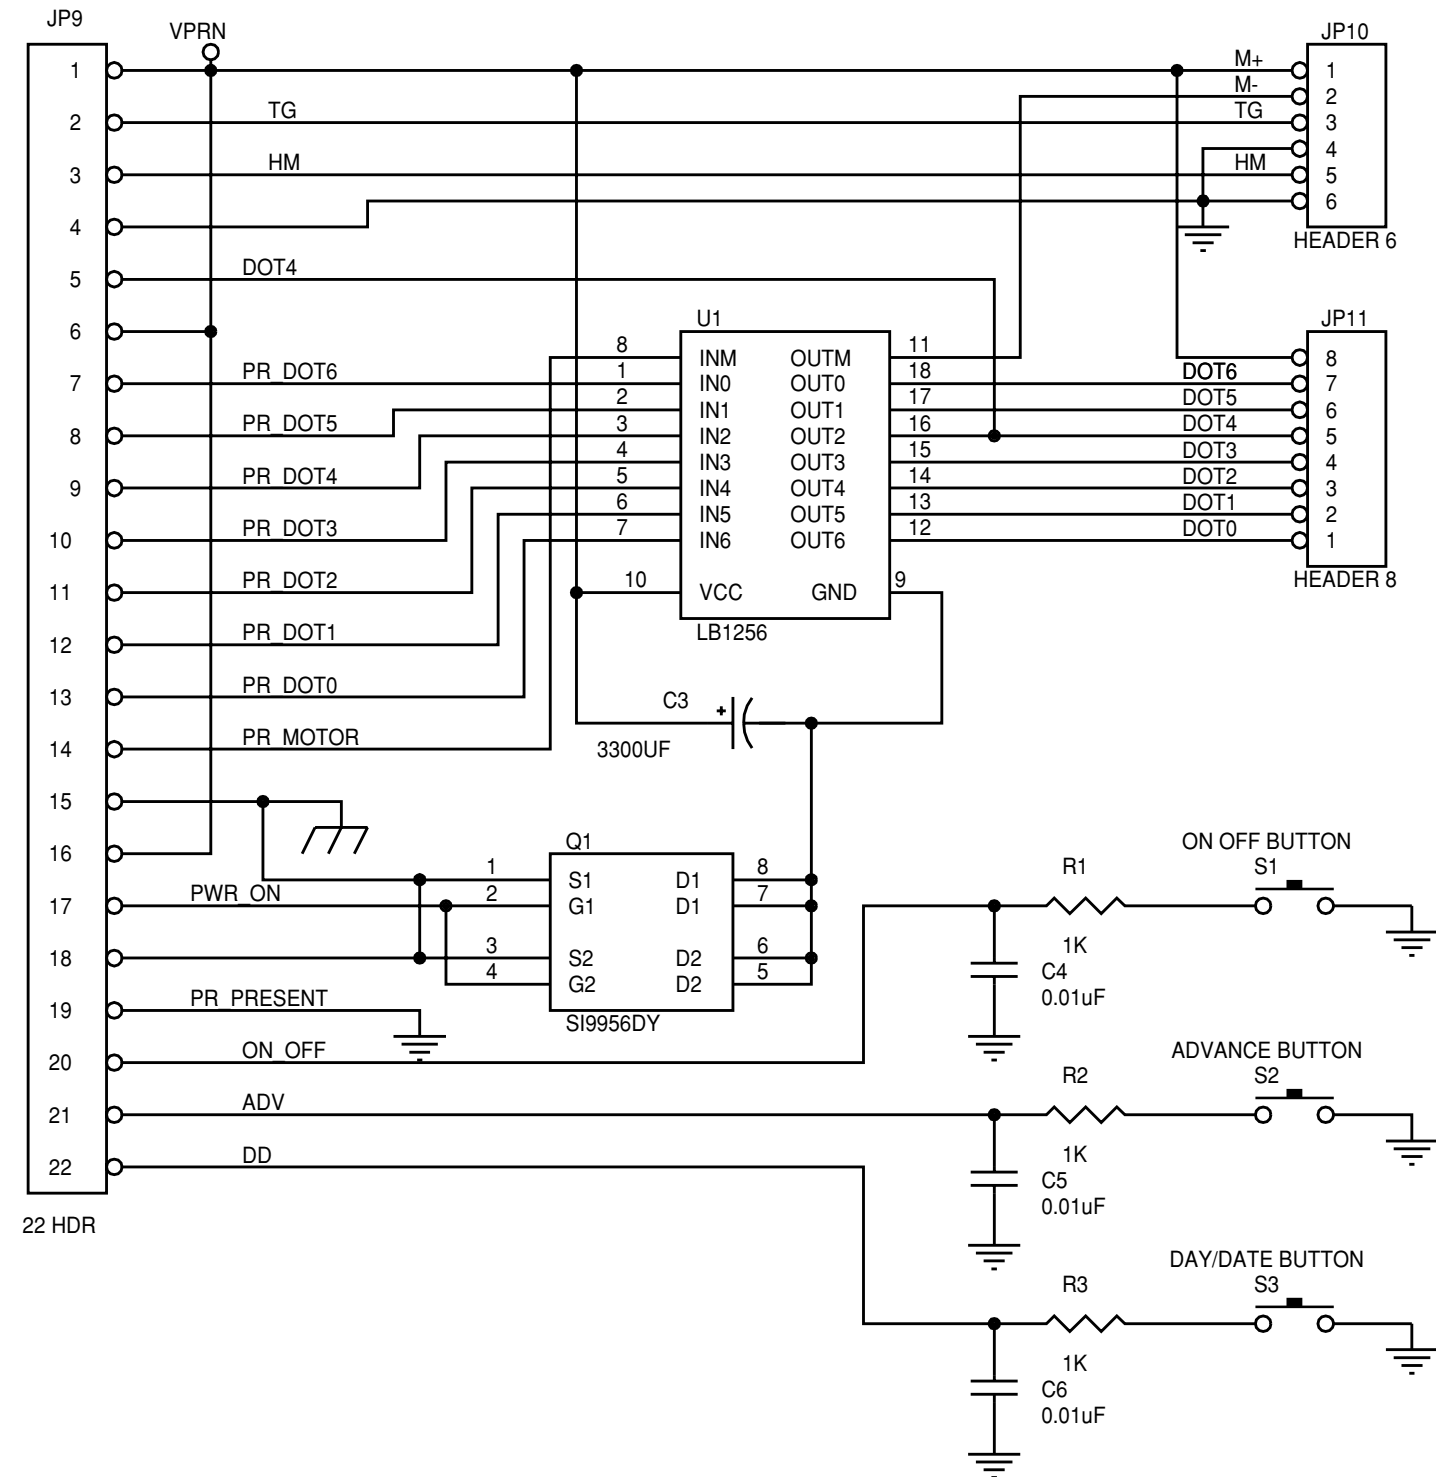 JP9
VPRN
JP10
1
M+
1
M-
2
2
TG
TG
3
4
3
HM
HM
5
6
4
HEADER 6
5
DOT4
U1
JP11
6
8
INM
OUTM
11
8
7
PR_DOT6
1
IN0
OUT0
18
DOT6
7
2
IN1
OUT1
17
DOT5
6
8
PR_DOT5
3
IN2
OUT2
16
DOT4
5
4
IN3
OUT3
15
DOT3
4
9
PR_DOT4
5
IN4
OUT4
14
DOT2
3
6
IN5
OUT5
13
DOT1
2
10
PR_DOT3
7
IN6
OUT6
12
DOT0
1
HEADER 8
11
PR_DOT2
10
VCC
GND
9
LB1256
12
PR_DOT1
13
PR_DOT0
C3
+
3300UF
14
PR_MOTOR
15
16
Q1
ON OFF BUTTON
R1
S1
1
S1
D1
8
17
PWR_ON
2
G1
D1
7
1K
18
3
S2
D2
6
C4
4
G2
D2
5
0.01uF
19
PR_PRESENT
SI9956DY
20
ON_OFF
ADVANCE BUTTON
R2
S2
21
ADV
1K
22
DD
C5
0.01uF
22 HDR
DAY/DATE BUTTON
R3
S3
1K
C6
0.01uF